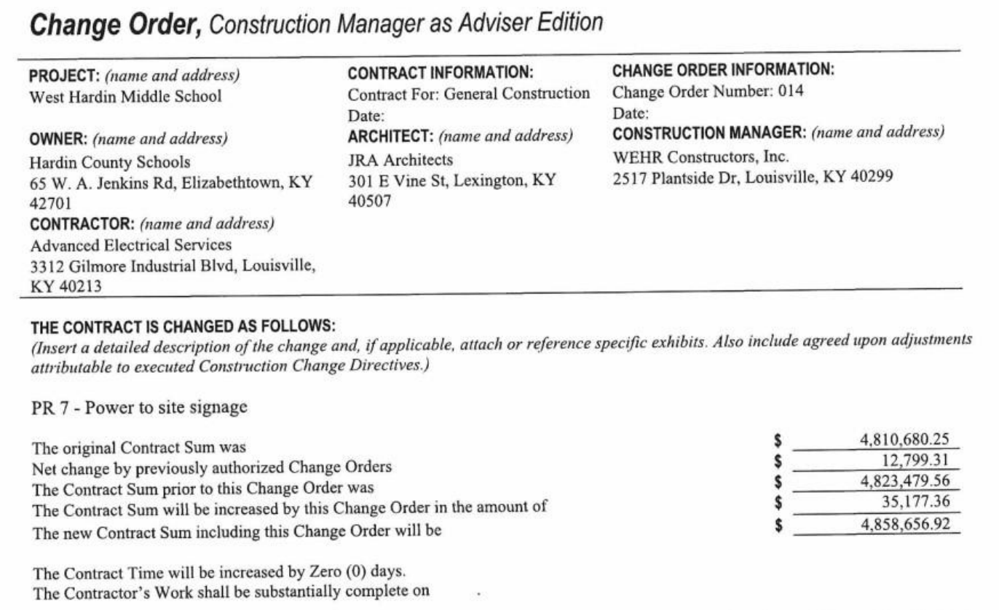 Change Order, Construction Manager as Adviser Edition
PROJECT: (name and address)
West Hardin Middle School
CONTRACT INFORMATION:
Contract For: General Construction
Date:
CHANGE ORDER INFORMATION:
Change Order Number: 014
Date:
OWNER: (name and address)
Hardin County Schools
65 W. A. Jenkins Rd, Elizabethtown, KY
42701
ARCHITECT: (name and address)
JRA Architects
301 E Vine St, Lexington, KY
40507
CONSTRUCTION MANAGER: (name and address)
WEHR Constructors, Inc.
2517 Plantside Dr, Louisville, KY 40299
CONTRACTOR: (name and address)
Advanced Electrical Services
3312 Gilmore Industrial Blvd, Louisville,
KY 40213
THE CONTRACT IS CHANGED AS FOLLOWS:
(Insert a detailed description of the change and, if applicable, attach or reference specific exhibits. Also include agreed upon adjustments
attributable to executed Construction Change Directives.)
PR 7 - Power to site signage
The original Contract Sum was $ 4,810,680.25
Net change by previously authorized Change Orders $ 12,799.31
The Contract Sum prior to this Change Order was $ 4,823,479.56
The Contract Sum will be increased by this Change Order in the amount of $ 35,177.36
The new Contract Sum including this Change Order will be $ 4,858,656.92
The Contract Time will be increased by Zero (0) days.
The Contractor's Work shall be substantially complete on .